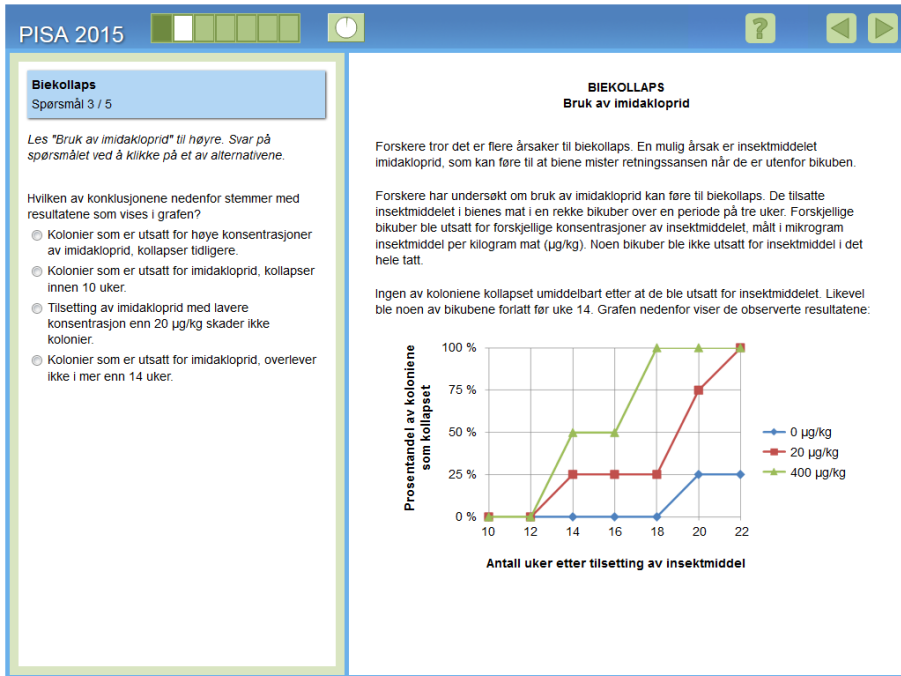 PISA 2015
?
Biekollaps
Spørsmål 3 / 5
Les "Bruk av imidakloprid" til høyre. Svar på
spørsmålet ved å klikke på et av alternativene.
Hvilken av konklusjonene nedenfor stemmer med
resultatene som vises i grafen?
Kolonier som er utsatt for høye konsentrasjoner
av imidakloprid, kollapser tidligere.
Kolonier som er utsatt for imidakloprid, kollapser
innen 10 uker.
Tilsetting av imidakloprid med lavere
konsentrasjon enn 20 µg/kg skader ikke
kolonier.
Kolonier som er utsatt for imidakloprid, overlever
ikke i mer enn 14 uker.
BIEKOLLAPS
Bruk av imidakloprid
Forskere tror det er flere årsaker til biekollaps. En mulig årsak er insektmiddelet
imidakloprid, som kan føre til at biene mister retningssansen når de er utenfor bikuben.
Forskere har undersøkt om bruk av imidakloprid kan føre til biekollaps. De tilsatte
insektmiddelet i bienes mat i en rekke bikuber over en periode på tre uker. Forskjellige
bikuber ble utsatt for forskjellige konsentrasjoner av insektmiddelet, målt i mikrogram
insektmiddel per kilogram mat (µg/kg). Noen bikuber ble ikke utsatt for insektmiddel i det
hele tatt.
Ingen av koloniene kollapset umiddelbart etter at de ble utsatt for insektmiddelet. Likevel
ble noen av bikubene forlatt før uke 14. Grafen nedenfor viser de observerte resultatene:
Prosentandel av koloniene
som kollapset
100 %
75 %
50 %
25 %
0 %
10 12 14 16 18 20 22
Antall uker etter tilsetting av insektmiddel
0 µg/kg
20 µg/kg
400 µg/kg